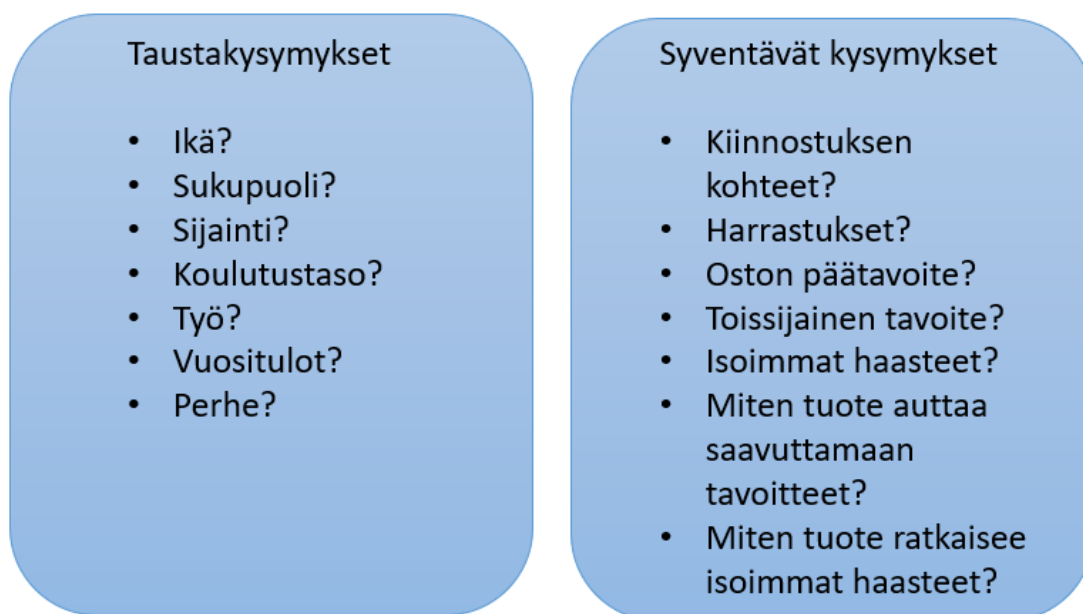 Taustakysymykset
• Ikä?
• Sukupuoli?
• Sijainti?
• Koulutustaso?
• Työ?
• Vuositulot?
• Perhe?
Syventävät kysymykset
• Kiinnostuksen
kohteet?
• Harrastukset?
• Oston päätavoite?
• Toissijainen tavoite?
• Isoimmat haasteet?
• Miten tuote auttaa
saavuttamaan
tavoitteet?
• Miten tuote ratkaisee
isoimmat haasteet?